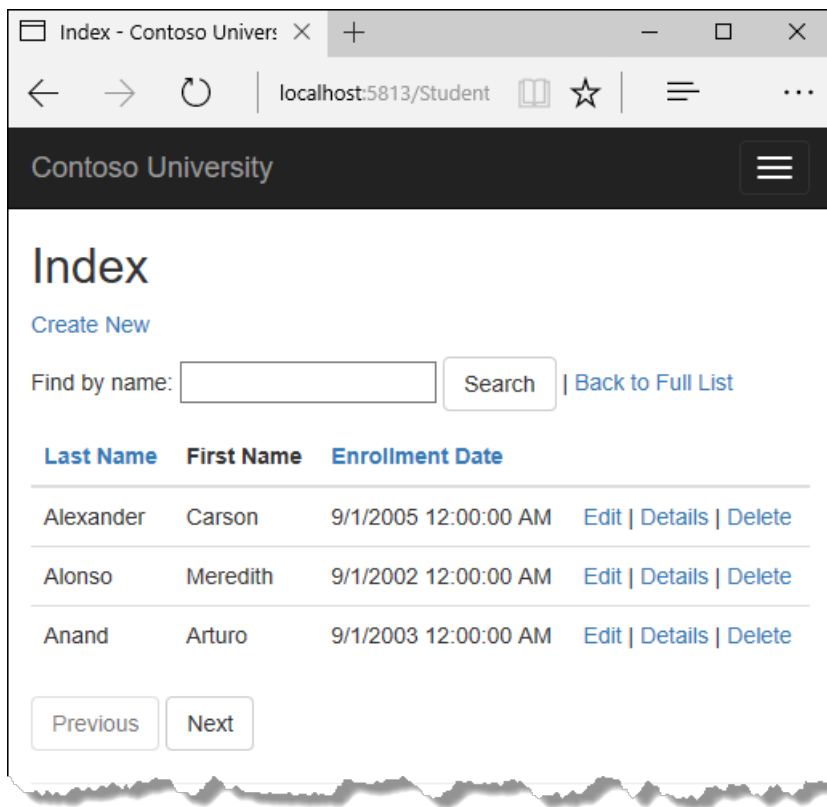 Index - Contoso Univers
localhost:5813/Student
Contoso University
Index
Create New
Find by name: Search | Back to Full List
Last Name First Name Enrollment Date
Alexander Carson 9/1/2005 12:00:00 AM Edit | Details | Delete
Alonso Meredith 9/1/2002 12:00:00 AM Edit | Details | Delete
Anand Arturo 9/1/2003 12:00:00 AM Edit | Details | Delete
Previous Next